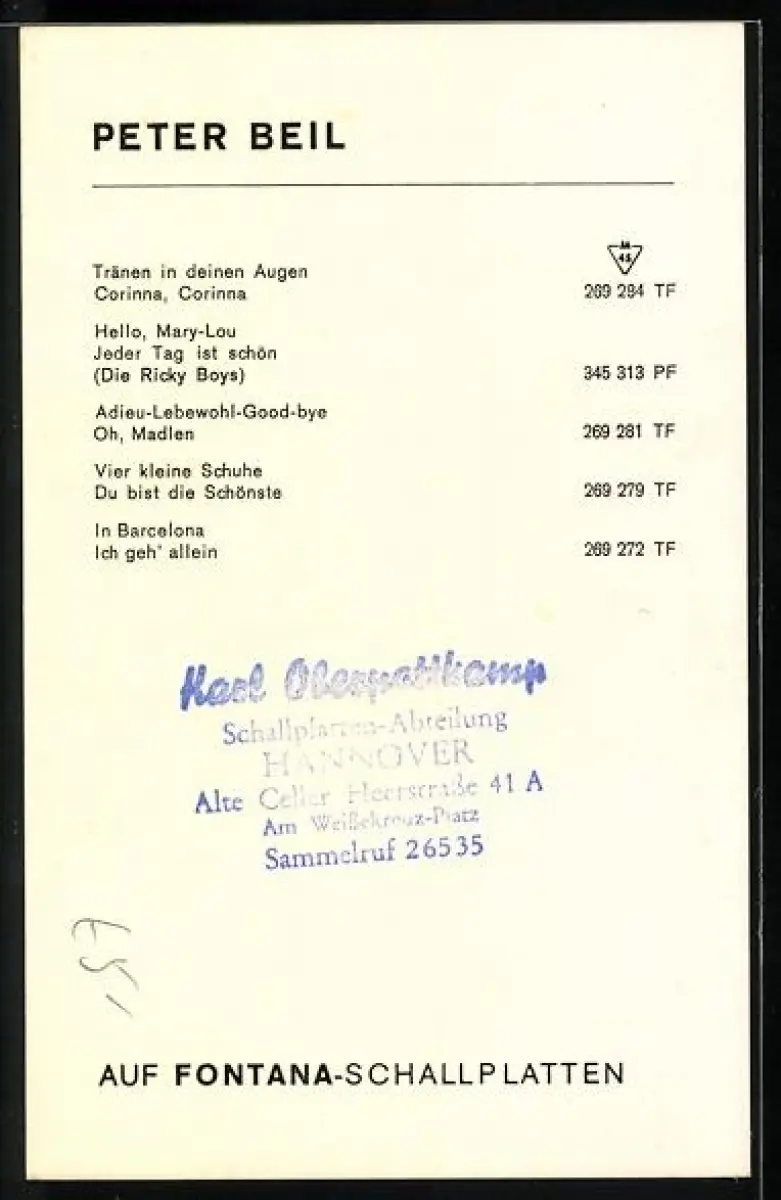 PETER BEIL
M
45
Tränen in deinen Augen
Corinna, Corinna 269 284 TF
Hello, Mary-Lou
Jeder Tag ist schön
(Die Ricky Boys) 345 313 PF
Adieu-Lebewohl-Good-bye
Oh, Madlen 269 281 TF
Vier kleine Schuhe
Du bist die Schönste 269 279 TF
In Barcelona
Ich geh' allein 269 272 TF
Karl Oberpottkamp
Schallplatten-Abteilung
HANNOVER
Alte Celler Heerstraße 41 A
Am Weißekreuz-Platz
Sammelruf 26535
AUF FONTANA-SCHALLPLATTEN